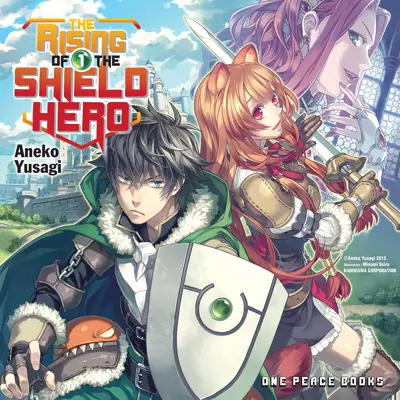 THE
RISING
OF 1 THE
SHIELD
HERO
Aneko
Yusagi
©Aneko Yusagi 2013
Illustration : Minami Seira
KADOKAWA CORPORATION
ONE PEACE BOOKS